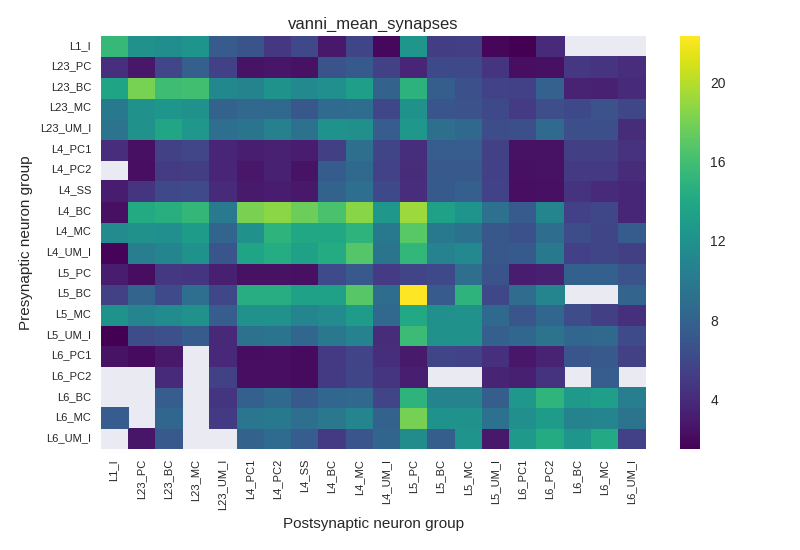 vanni_mean_synapses
Presynaptic neuron group
L1_I
L23_PC
L23_BC
L23_MC
L23_UM_I
L4_PC1
L4_PC2
L4_SS
L4_BC
L4_MC
L4_UM_I
L5_PC
L5_BC
L5_MC
L5_UM_I
L6_PC1
L6_PC2
L6_BC
L6_MC
L6_UM_I
L1_I
L23_PC
L23_BC
L23_MC
L23_UM_I
L4_PC1
L4_PC2
L4_SS
L4_BC
L4_MC
L4_UM_I
L5_PC
L5_BC
L5_MC
L5_UM_I
L6_PC1
L6_PC2
L6_BC
L6_MC
L6_UM_I
Postsynaptic neuron group
20
16
12
8
4